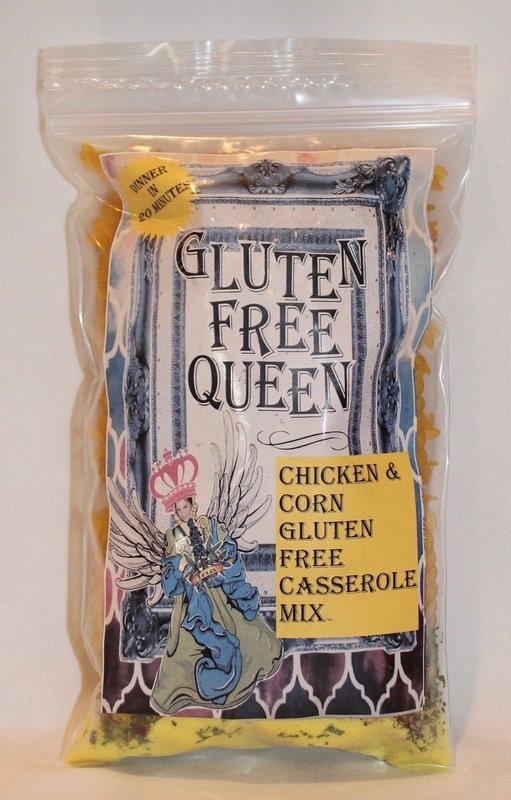 DINNER
IN
20 MINUTES
GLUTEN
FREE
QUEEN
CHICKEN &
CORN
GLUTEN
FREE
CASSEROLE
MIX